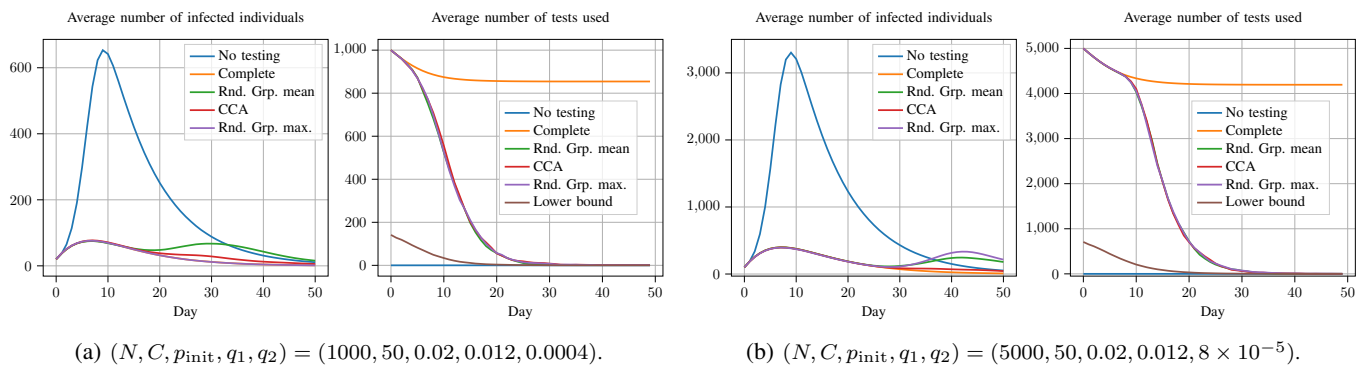 Average number of infected individuals
600
400
200
0
0 10 20 30 40 50
Day
No testing
Complete
Rnd. Grp. mean
CCA
Rnd. Grp. max.
Average number of tests used
1,000
800
600
400
200
0
0 10 20 30 40 50
Day
No testing
Complete
Rnd. Grp. mean
CCA
Rnd. Grp. max.
Lower bound
(a) (N, C, p_init, q_1, q_2) = (1000, 50, 0.02, 0.012, 0.0004).
Average number of infected individuals
3,000
2,000
1,000
0
0 10 20 30 40 50
Day
No testing
Complete
Rnd. Grp. mean
CCA
Rnd. Grp. max.
Average number of tests used
5,000
4,000
3,000
2,000
1,000
0
0 10 20 30 40 50
Day
No testing
Complete
Rnd. Grp. mean
CCA
Rnd. Grp. max.
Lower bound
(b) (N, C, p_init, q_1, q_2) = (5000, 50, 0.02, 0.012, 8 × 10^−5).